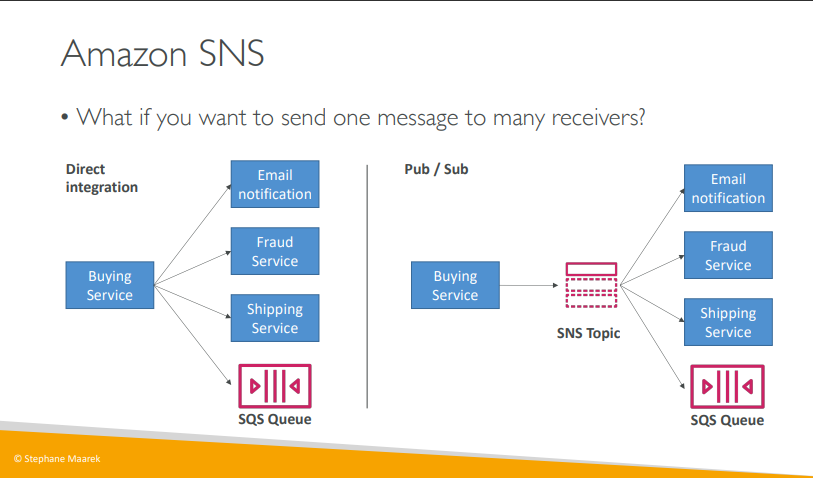 Amazon SNS
• What if you want to send one message to many receivers?
Direct
integration
Email
notification
Fraud
Service
Buying
Service
Shipping
Service
SQS Queue
Pub / Sub
Email
notification
Fraud
Service
Buying
Service
SNS Topic
Shipping
Service
SQS Queue
© Stephane Maarek